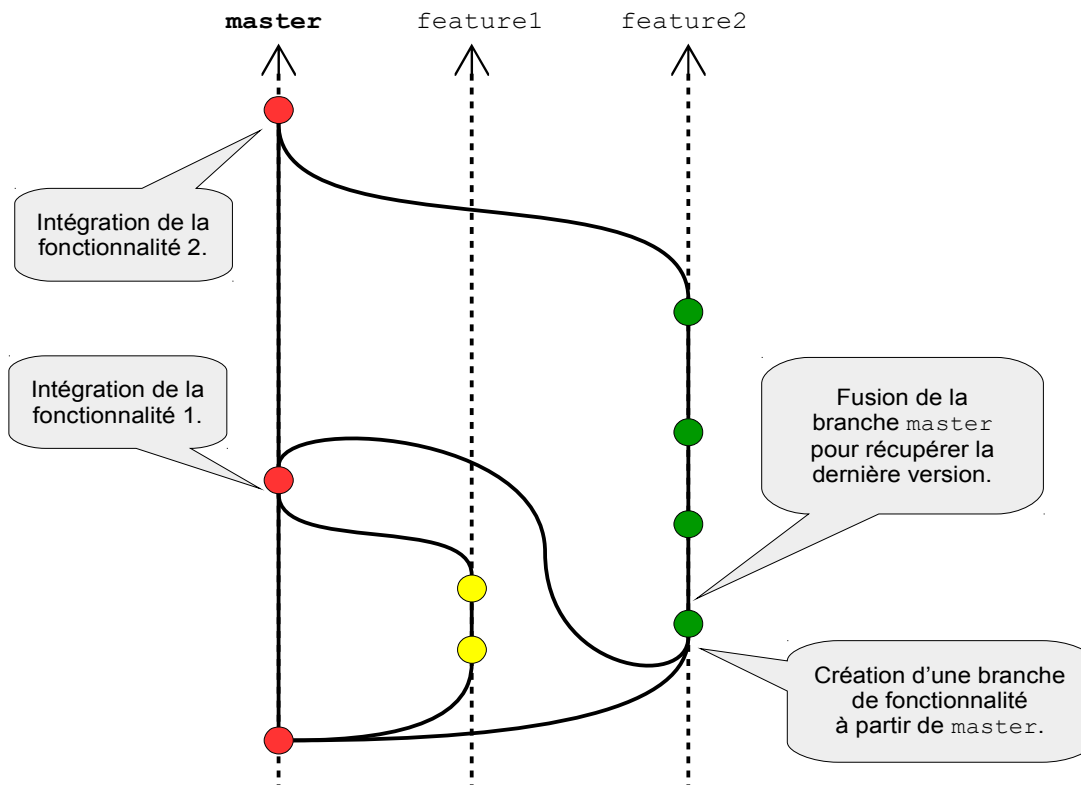 master feature1 feature2
Intégration de la
fonctionnalité 2.
Intégration de la
fonctionnalité 1.
Fusion de la
branche master
pour récupérer la
dernière version.
Création d’une branche
de fonctionnalité
à partir de master.